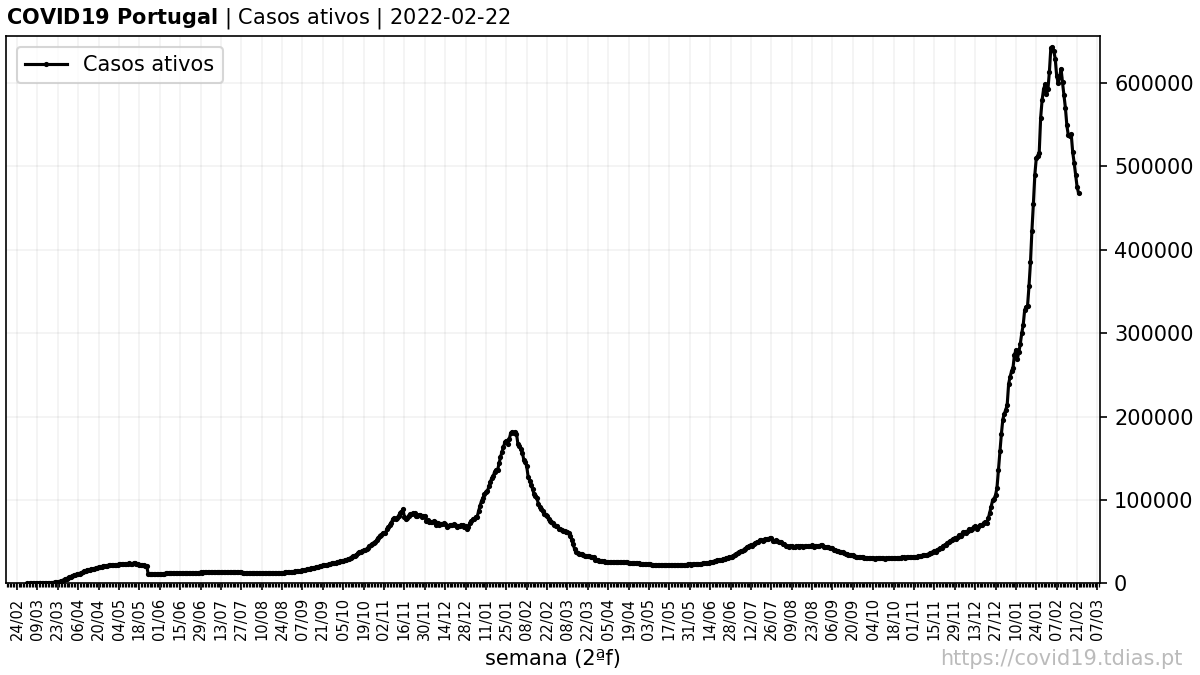 COVID19 Portugal | Casos ativos | 2022-02-22
Casos ativos
600000
500000
400000
300000
200000
100000
0
24/02 09/03 23/03 06/04 20/04 04/05 18/05 01/06 15/06 29/06 13/07 27/07 10/08 24/08 07/09 21/09 05/10 19/10 02/11 16/11 30/11 14/12 28/12 11/01 25/01 08/02 22/02 08/03 22/03 05/04 19/04 03/05 17/05 31/05 14/06 28/06 12/07 26/07 09/08 23/08 06/09 20/09 04/10 18/10 01/11 15/11 29/11 13/12 27/12 10/01 24/01 07/02 21/02 07/03
semana (2ªf)
https://covid19.tdias.pt